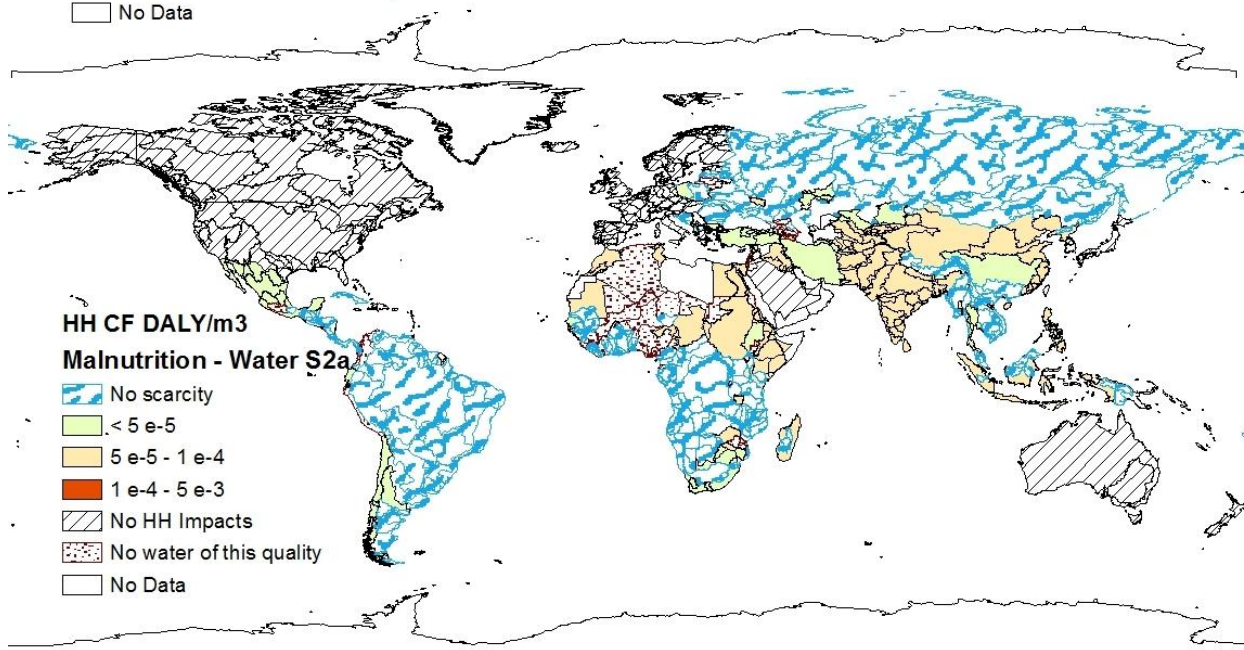 No Data
HH CF DALY/m3
Malnutrition - Water S2a
No scarcity
< 5 e-5
5 e-5 - 1 e-4
1 e-4 - 5 e-3
No HH Impacts
No water of this quality
No Data